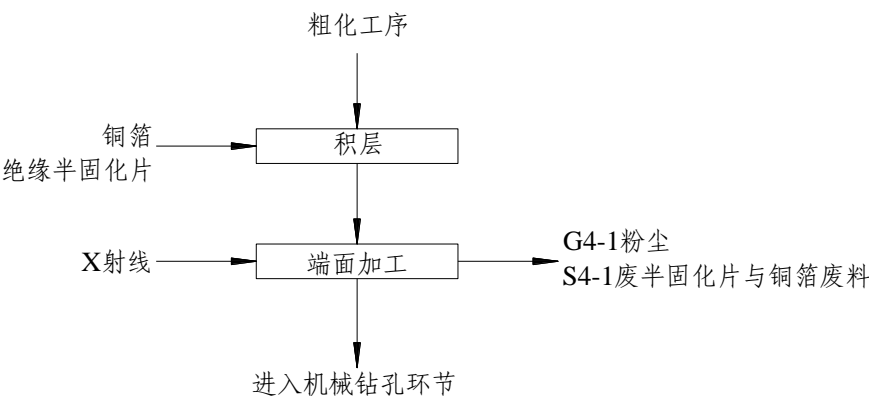 粗化工序
铜箔
绝缘半固化片
积层
X射线
端面加工
G4-1粉尘
S4-1废半固化片与铜箔废料
进入机械钻孔环节